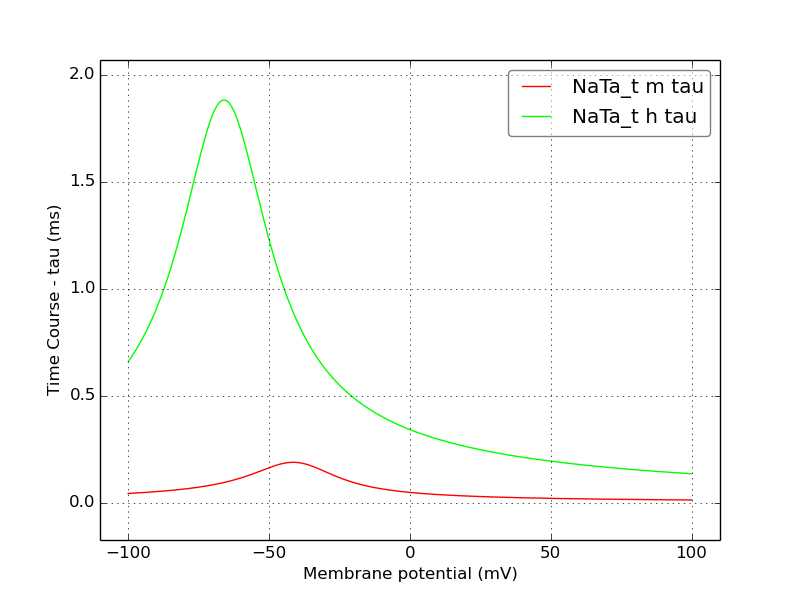 NaTa_t m tau
NaTa_t h tau
2.0
1.5
1.0
0.5
0.0
Time Course - tau (ms)
−100
−50
0
50
100
Membrane potential (mV)